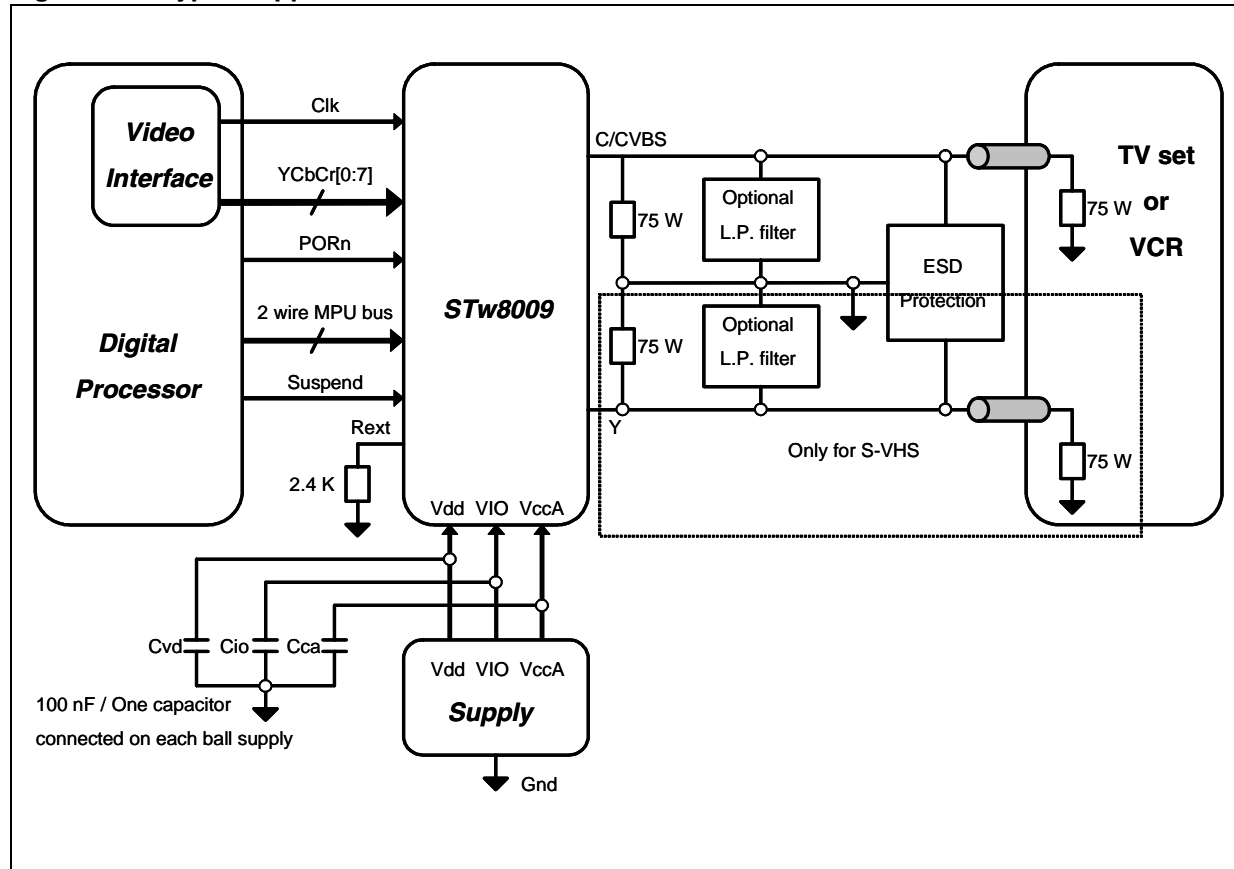 Video
Interface
Digital
Processor
Clk
YCbCr[0:7]
PORn
2 wire MPU bus
Suspend
Rext
2.4 K
STw8009
Vdd VIO VccA
C/CVBS
75 W
Optional
L.P. filter
ESD
Protection
75 W
Optional
L.P. filter
Y
Only for S-VHS
TV set
or
VCR
75 W
75 W
Cvd
Cio
Cca
100 nF / One capacitor
connected on each ball supply
Vdd VIO VccA
Supply
Gnd